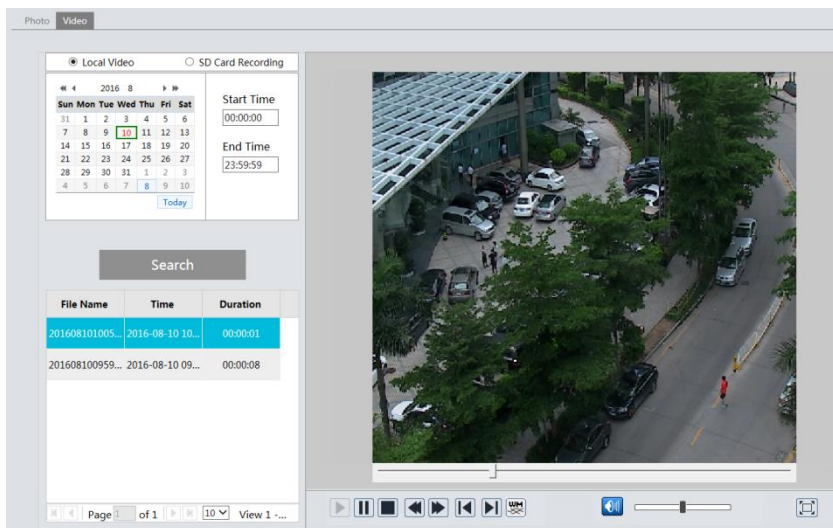 Photo Video
Local Video SD Card Recording
2016 8
Sun Mon Tue Wed Thu Fri Sat
31 1 2 3 4 5 6
7 8 9 10 11 12 13
14 15 16 17 18 19 20
21 22 23 24 25 26 27
28 29 30 31 1 2 3
4 5 6 7 8 9 10
Today
Start Time
00:00:00
End Time
23:59:59
Search
File Name Time Duration
201608101005... 2016-08-10 10... 00:00:01
201608100959... 2016-08-10 09... 00:00:08
Page 1 of 1 10 View 1 -...
WM